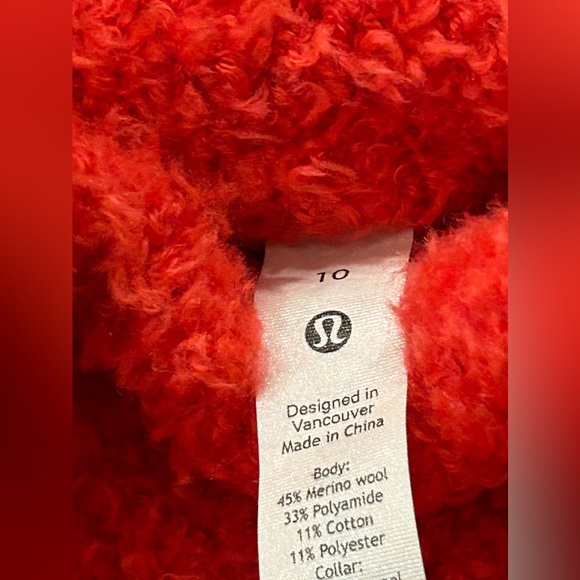 10
Designed in
Vancouver
Made in China
Body:
45% Merino wool
33% Polyamide
11% Cotton
11% Polyester
Collar: